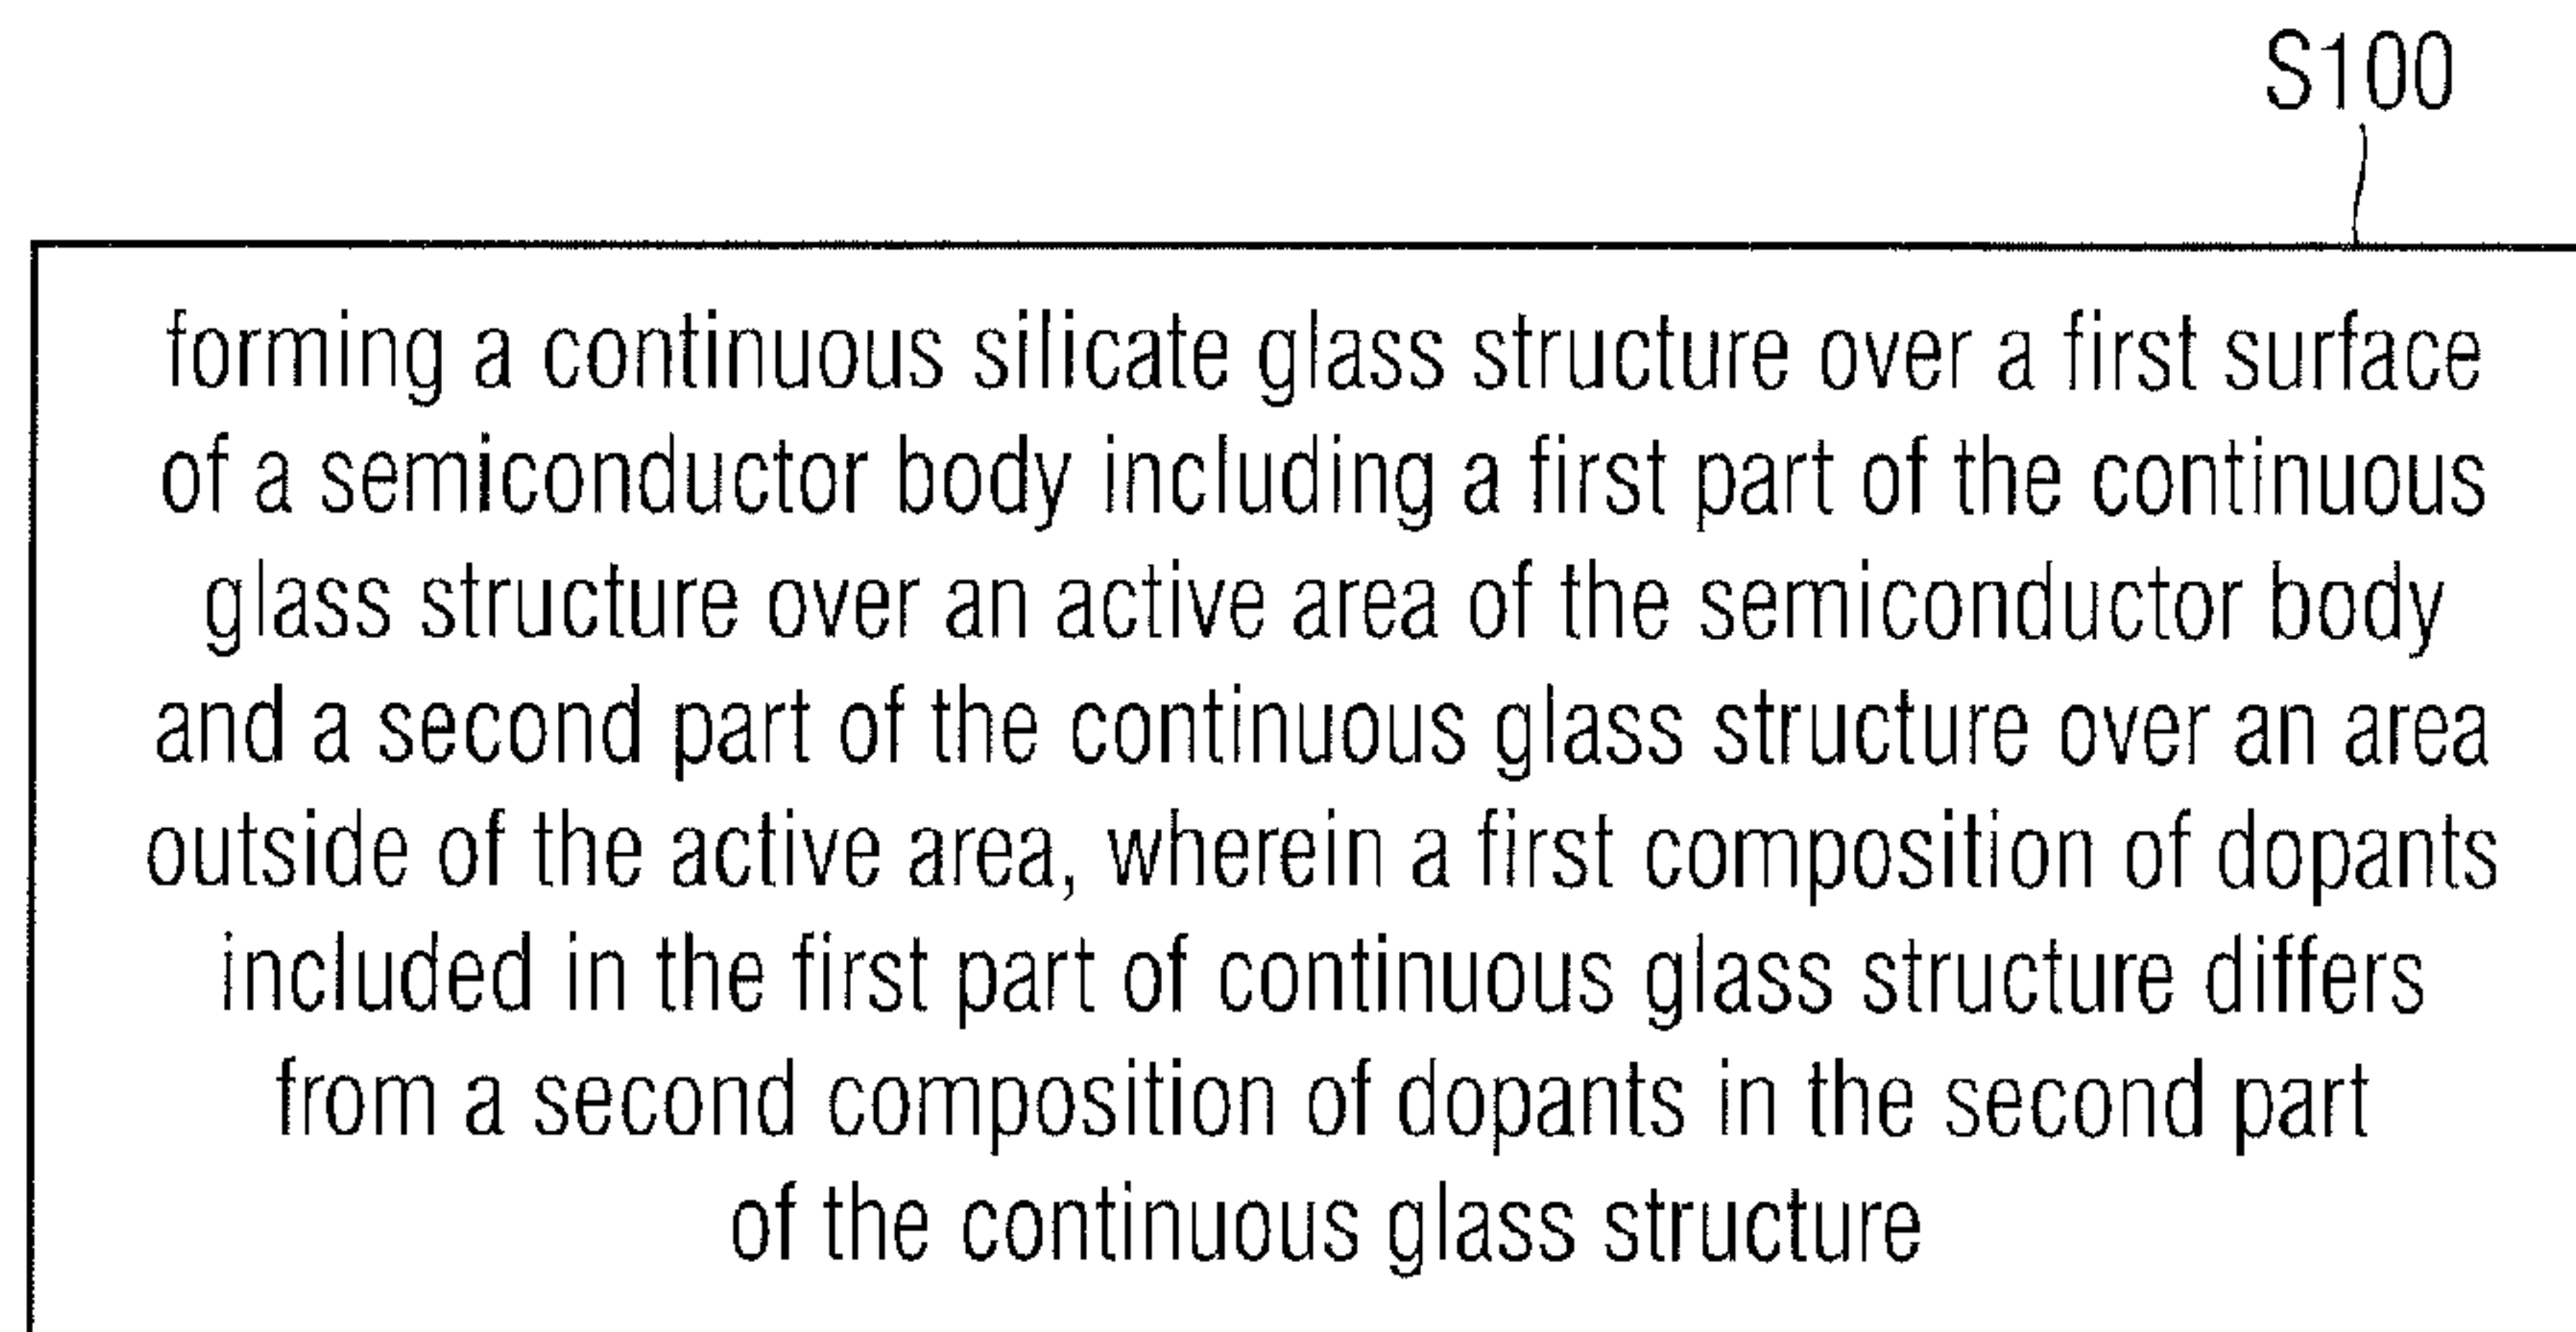 S100
forming a continuous silicate glass structure over a first surface
of a semiconductor body including a first part of the continuous
glass structure over an active area of the semiconductor body
and a second part of the continuous glass structure over an area
outside of the active area, wherein a first composition of dopants
included in the first part of continuous glass structure differs
from a second composition of dopants in the second part
of the continuous glass structure